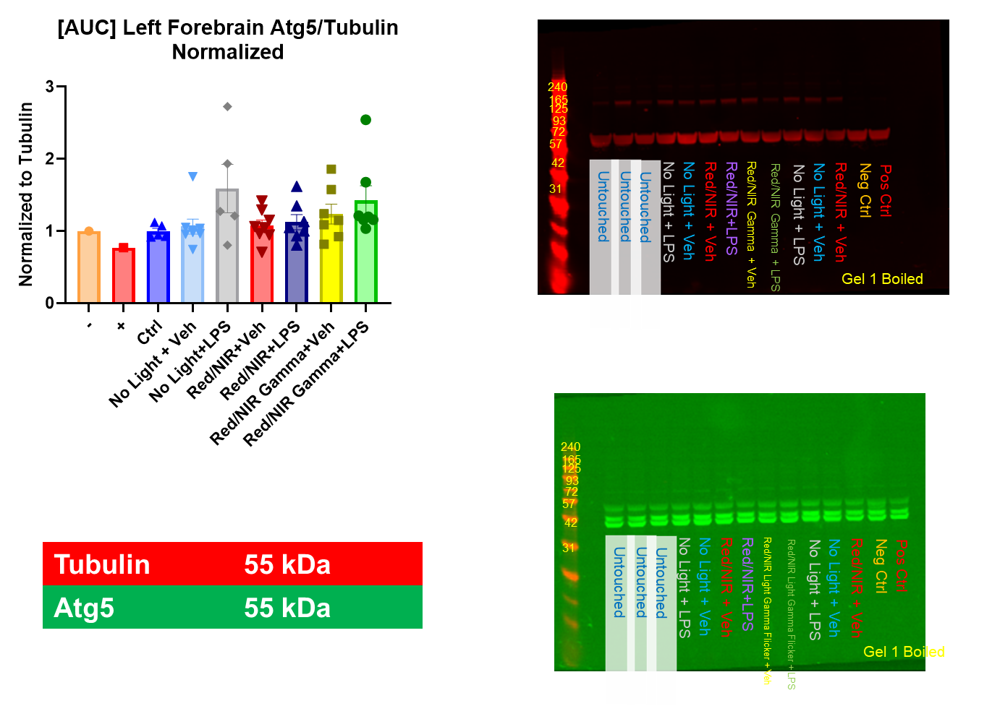 [AUC] Left Forebrain Atg5/Tubulin
Normalized
Normalized to Tubulin
3
2
1
0
-
+
Ctrl
No Light + Veh
No Light+LPS
Red/NIR+Veh
Red/NIR+LPS
Red/NIR Gamma+Veh
Red/NIR Gamma+LPS
Tubulin 55 kDa
Atg5 55 kDa
240
165
125
93
72
57
42
31
Untouched
Untouched
Untouched
No Light + LPS
No Light + Veh
Red/NIR + Veh
Red/NIR+LPS
Red/NIR Gamma + Veh
Red/NIR Gamma + LPS
No Light + LPS
No Light + Veh
Red/NIR + Veh
Neg Ctrl
Pos Ctrl
Gel 1 Boiled
240
165
125
93
72
57
42
31
Untouched
Untouched
Untouched
No Light + LPS
No Light + Veh
Red/NIR + Veh
Red/NIR+LPS
Red/NIR Light Gamma Flicker + Veh
Red/NIR Light Gamma Flicker + LPS
No Light + LPS
No Light + Veh
Red/NIR + Veh
Neg Ctrl
Pos Ctrl
Gel 1 Boiled